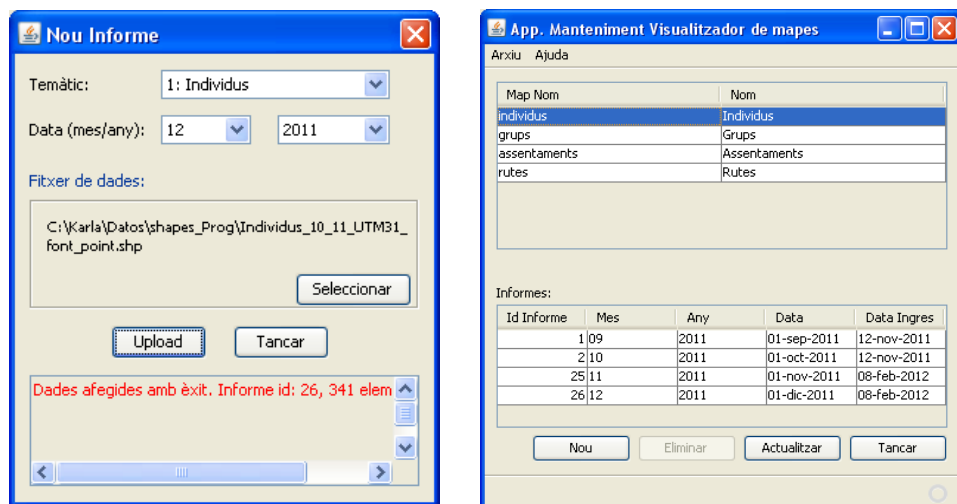 Nou Informe
Temàtic: 1: Individus
Data (mes/any): 12 2011
Fitxer de dades:
C:\Karla\Datos\shapes_Prog\Individus_10_11_UTM31_
font_point.shp
Seleccionar
Upload Tancar
Dades afegides amb èxit. Informe id: 26, 341 elem
App. Manteniment Visualitzador de mapes
Arxiu Ajuda
Map Nom Nom
individus Individus
grups Grups
assentaments Assentaments
rutes Rutes
Informes:
Id Informe Mes Any Data Data Ingres
1 09 2011 01-sep-2011 12-nov-2011
2 10 2011 01-oct-2011 12-nov-2011
25 11 2011 01-nov-2011 08-feb-2012
26 12 2011 01-dic-2011 08-feb-2012
Nou Eliminar Actualitzar Tancar